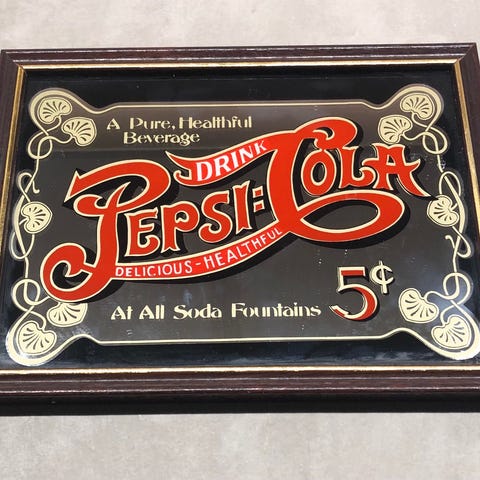 A Pure, Healthful
Beverage
DRINK
PEPSI:COLA
DELICIOUS-HEALTHFUL
At All Soda Fountains 5¢